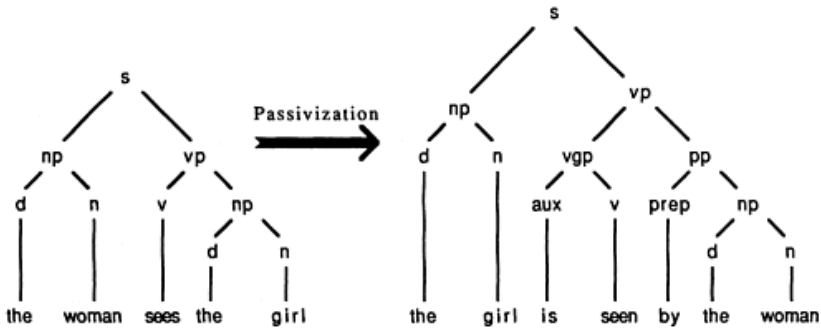 s
s
vp
Passivization
np
np vp
d n vgp pp
d n v np
aux v prep np
d n
d n
the woman sees the girl
the girl is seen by the woman